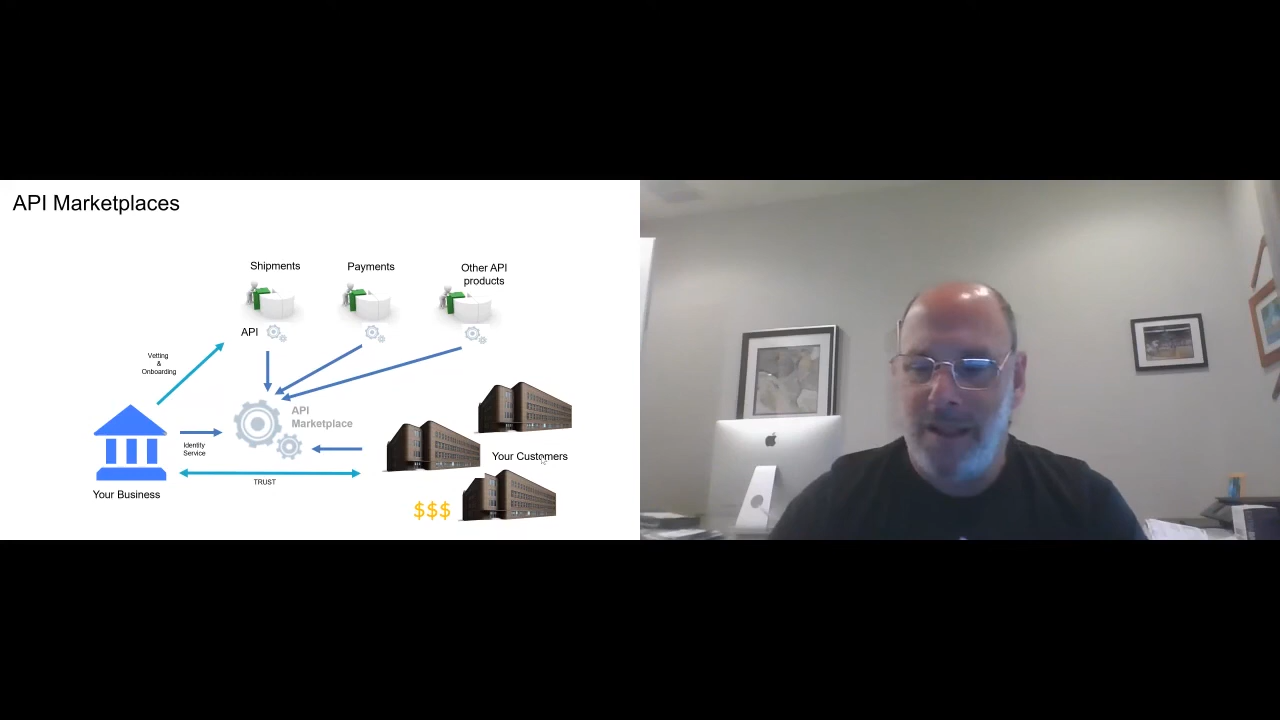 API Marketplaces
Shipments
Payments
Other API
products
API
Vetting
&
Onboarding
API
Marketplace
Identity
Service
Your Customers
TRUST
Your Business
$$$